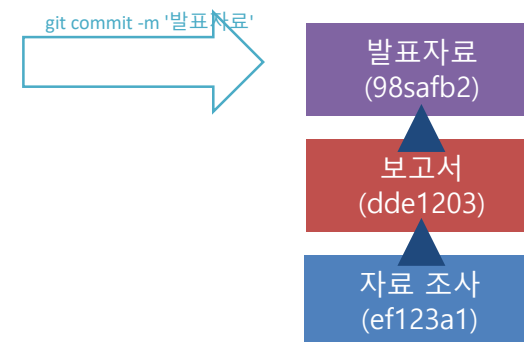 git commit -m '발표자료'
발표자료
(98safb2)
보고서
(dde1203)
자료 조사
(ef123a1)